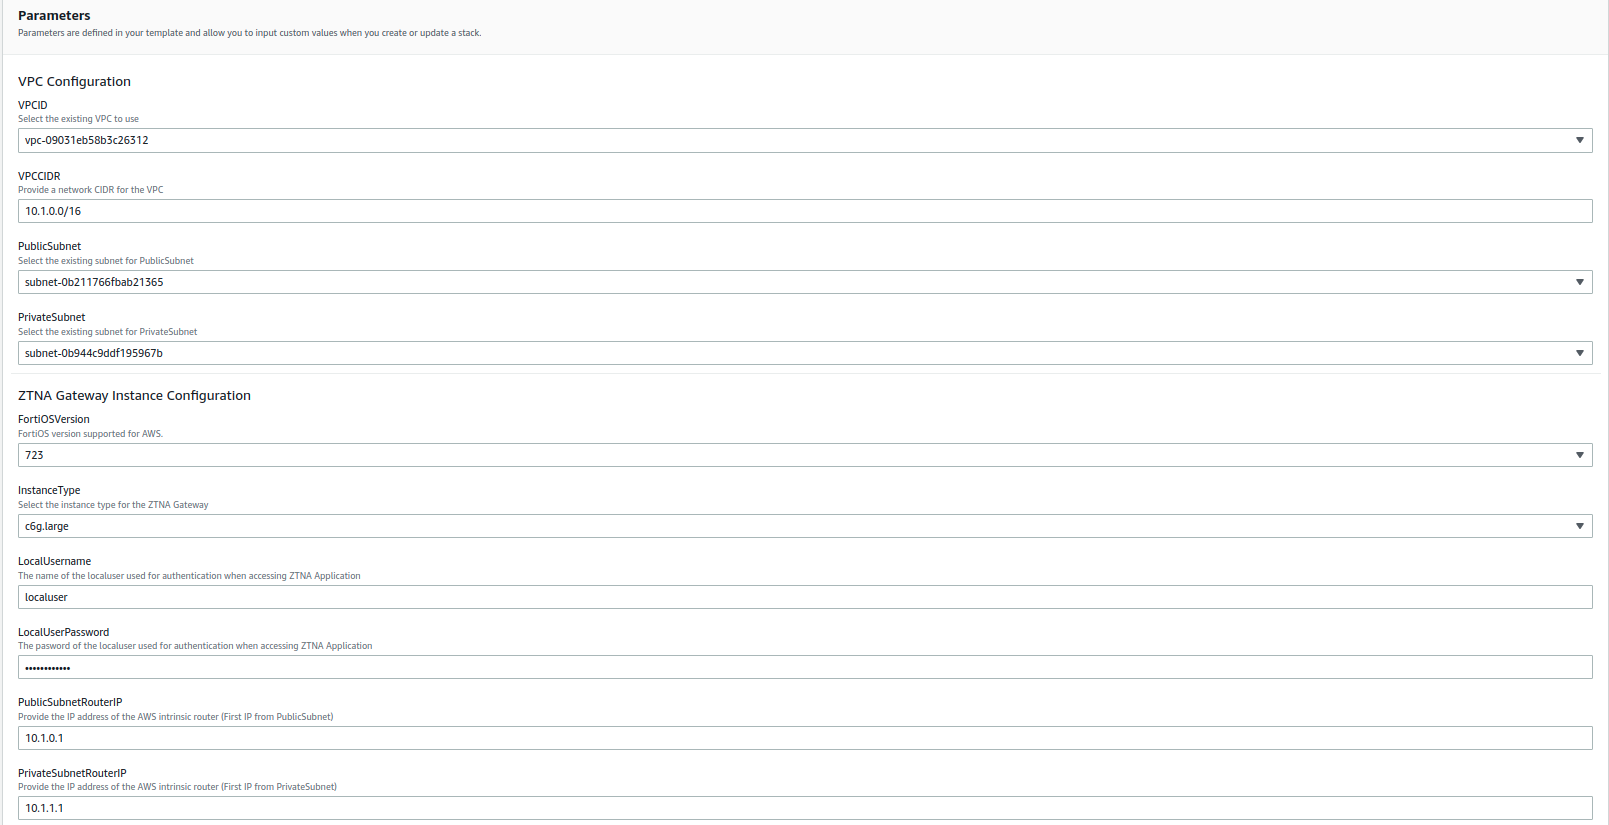 Parameters
Parameters are defined in your template and allow you to input custom values when you create or update a stack.
VPC Configuration
VPCID
Select the existing VPC to use
vpc-09031eb58b3c26312
VPCCIDR
Provide a network CIDR for the VPC
10.1.0.0/16
PublicSubnet
Select the existing subnet for PublicSubnet
subnet-0b211766fbab21365
PrivateSubnet
Select the existing subnet for PrivateSubnet
subnet-0b944c9ddf195967b
ZTNA Gateway Instance Configuration
FortiOSVersion
FortiOS version supported for AWS.
723
InstanceType
Select the instance type for the ZTNA Gateway
c6g.large
LocalUsername
The name of the localuser used for authentication when accessing ZTNA Application
localuser
LocalUserPassword
The pasword of the localuser used for authentication when accessing ZTNA Application
••••••••••••
PublicSubnetRouterIP
Provide the IP address of the AWS intrinsic router (First IP from PublicSubnet)
10.1.0.1
PrivateSubnetRouterIP
Provide the IP address of the AWS intrinsic router (First IP from PrivateSubnet)
10.1.1.1